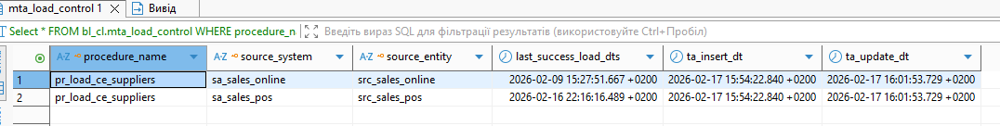 mta_load_control 1 Вивід
Select * FROM bl_cl.mta_load_control WHERE procedure_n Введіть вираз SQL для фільтрації результатів (використовуйте Ctrl+Пробіл)
A-Z procedure_name A-Z source_system A-Z source_entity last_success_load_dts ta_insert_dt ta_update_dt
1 pr_load_ce_suppliers sa_sales_online src_sales_online 2026-02-09 15:27:51.667 +0200 2026-02-17 15:54:22.840 +0200 2026-02-17 16:01:53.729 +0200
2 pr_load_ce_suppliers sa_sales_pos src_sales_pos 2026-02-16 22:16:16.489 +0200 2026-02-17 15:54:22.840 +0200 2026-02-17 16:01:53.729 +0200